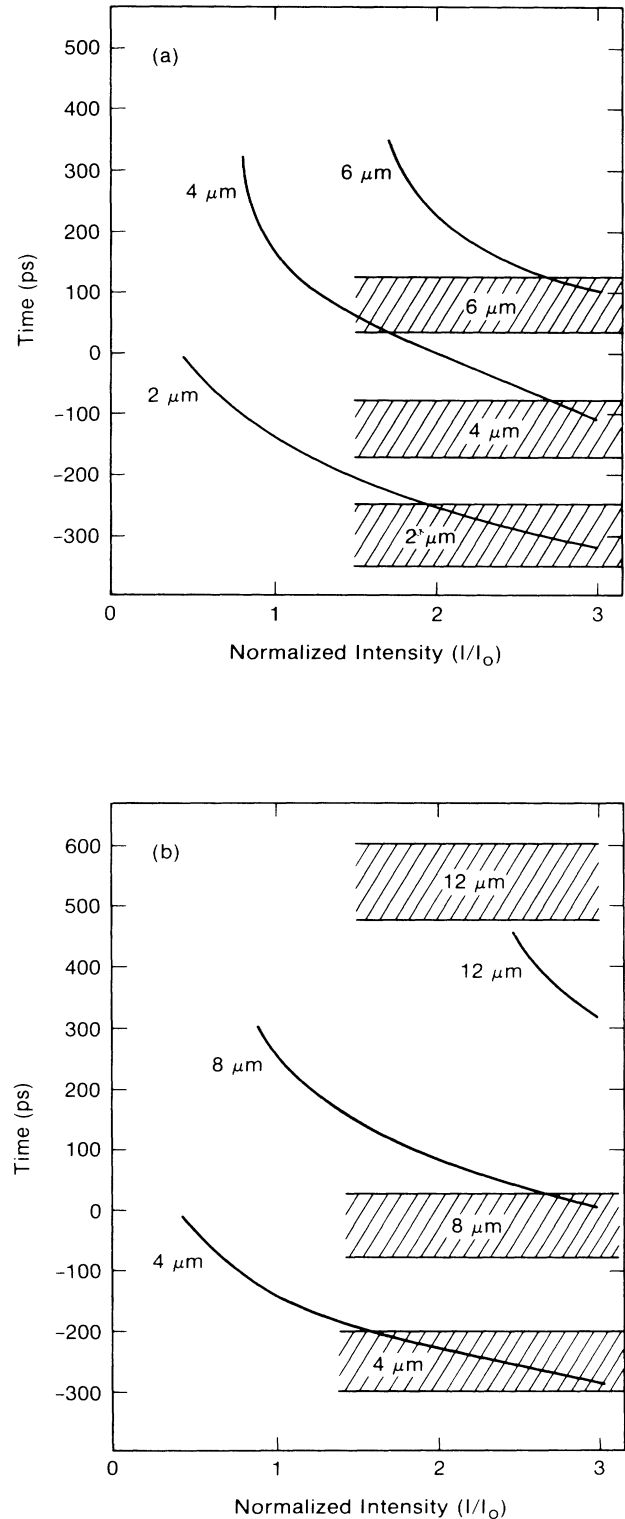 (a)
500
400
300
200
100
0
-100
-200
-300
Time (ps)
4 μm
6 μm
2 μm
6 μm
4 μm
2 μm
0
1
2
3
Normalized Intensity (I/I₀)
(b)
600
500
400
300
200
100
0
-100
-200
-300
Time (ps)
12 μm
12 μm
8 μm
8 μm
4 μm
4 μm
0
1
2
3
Normalized Intensity (I/I₀)